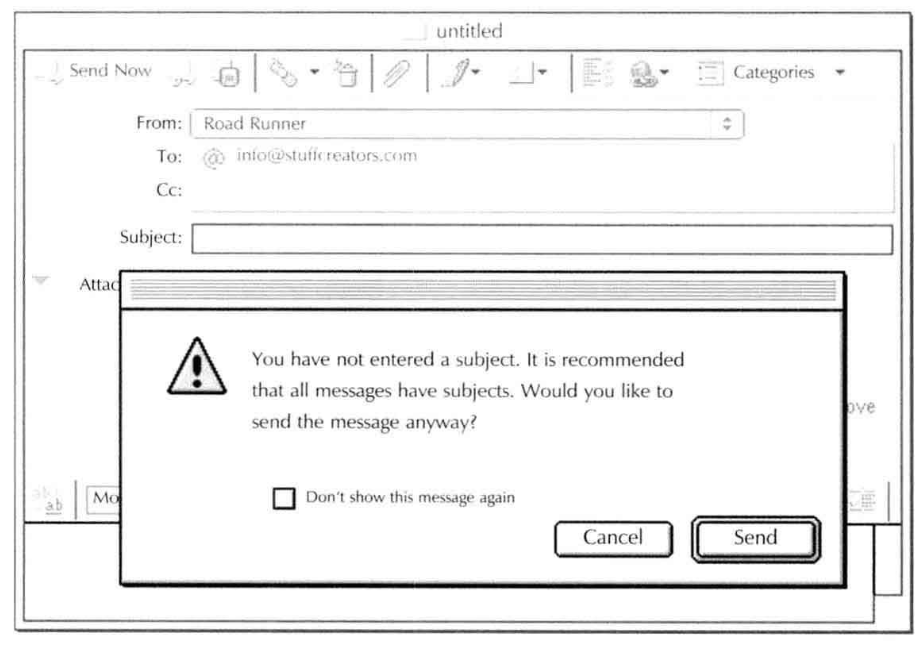 untitled
Send Now
Categories
From: Road Runner
To: @ info@stuffcreators.com
Cc:
Subject:
Attac
You have not entered a subject. It is recommended
that all messages have subjects. Would you like to
send the message anyway?
ove
Mo
Don't show this message again
Cancel
Send